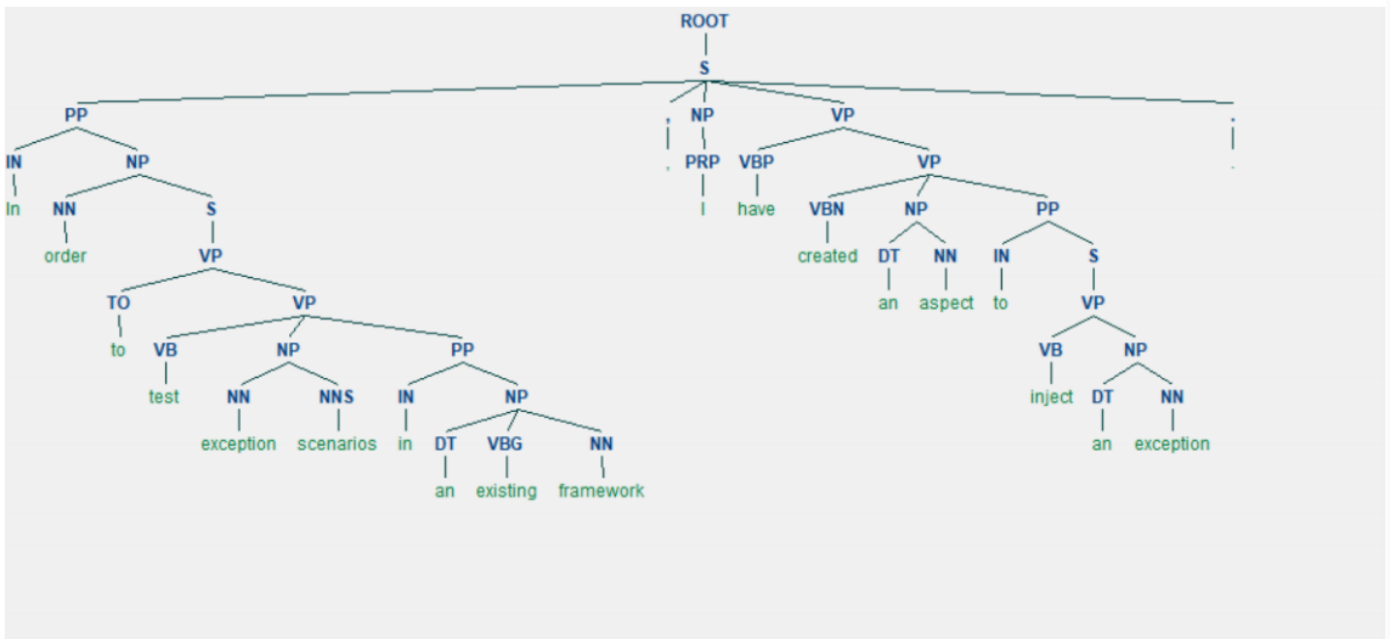 ROOT
S
PP , NP VP .
IN NP , PRP VBP VP .
In NN S I have VBN NP PP
order VP created DT NN IN S
TO VP an aspect to VP
to VB NP PP VB NP
test NN NNS IN NP inject DT NN
exception scenarios in DT VBG NN an exception
an existing framework